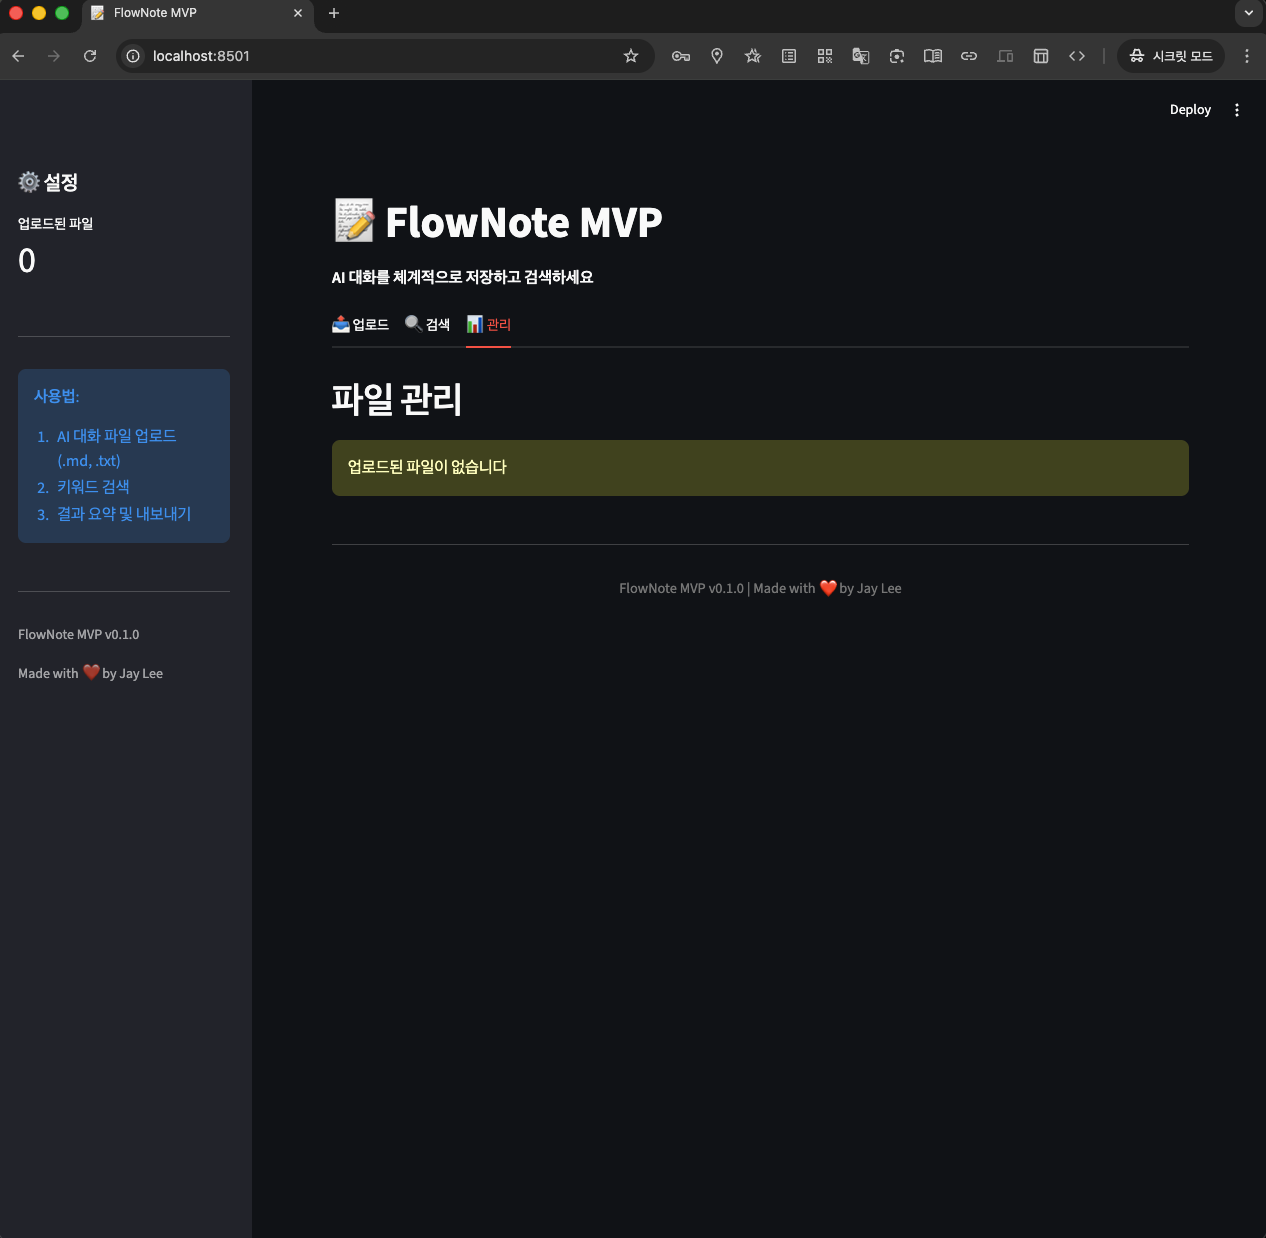 FlowNote MVP
localhost:8501
시크릿 모드
Deploy
설정
업로드된 파일
0
사용법:
1. AI 대화 파일 업로드
(.md, .txt)
2. 키워드 검색
3. 결과 요약 및 내보내기
FlowNote MVP v0.1.0
Made with ❤️ by Jay Lee
FlowNote MVP
AI 대화를 체계적으로 저장하고 검색하세요
업로드 검색 관리
파일 관리
업로드된 파일이 없습니다
FlowNote MVP v0.1.0 | Made with ❤️ by Jay Lee